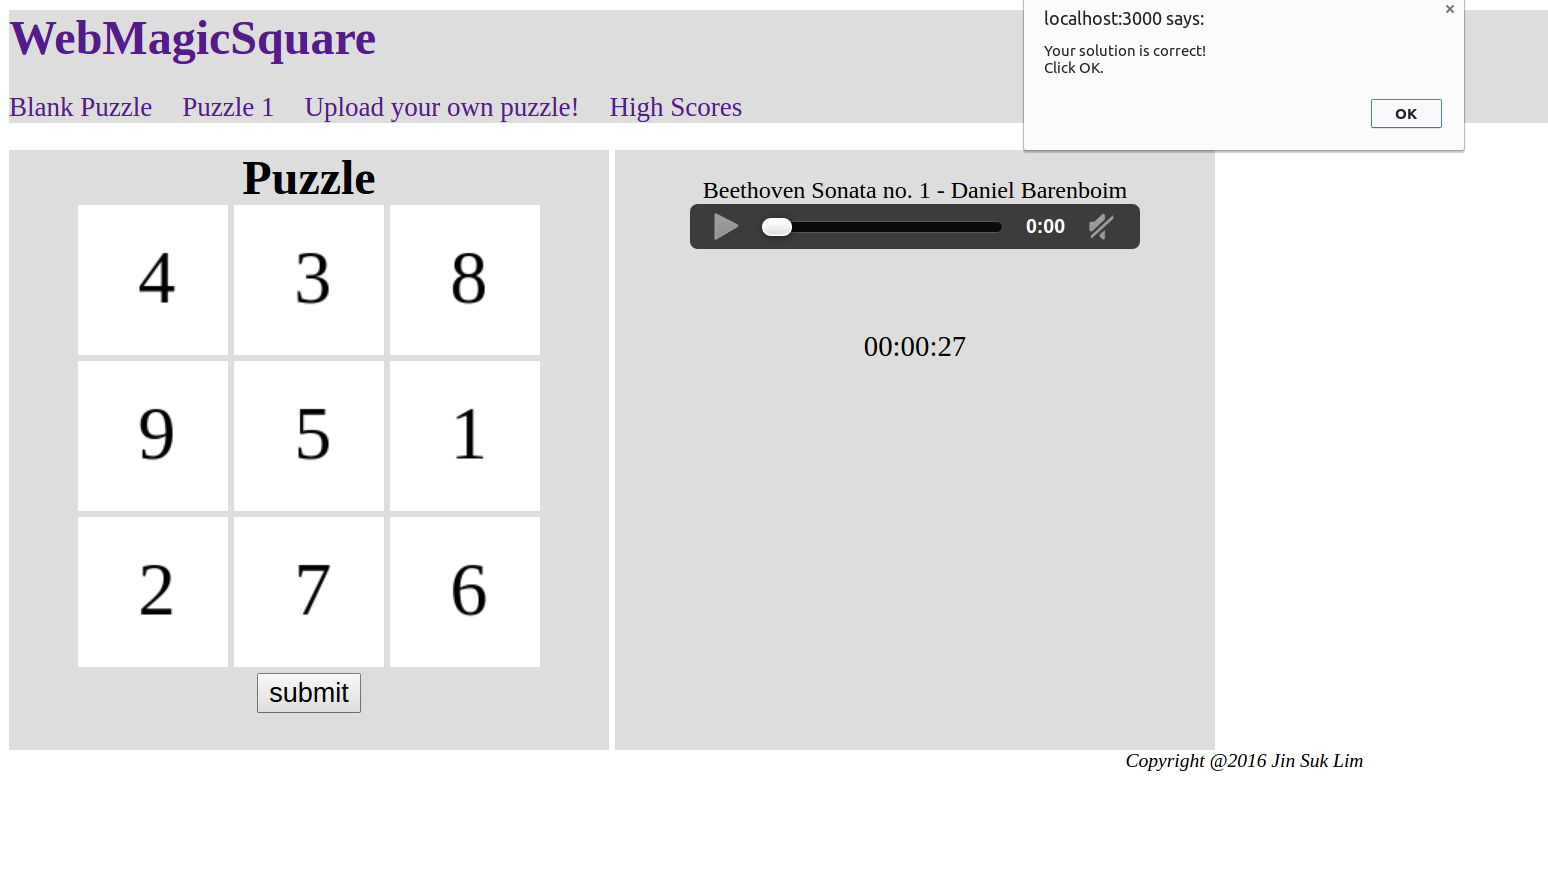 WebMagicSquare
Blank Puzzle Puzzle 1 Upload your own puzzle! High Scores
localhost:3000 says:
Your solution is correct!
Click OK.
OK
Puzzle
4 3 8
9 5 1
2 7 6
submit
Beethoven Sonata no. 1 - Daniel Barenboim
0:00
00:00:27
Copyright @2016 Jin Suk Lim